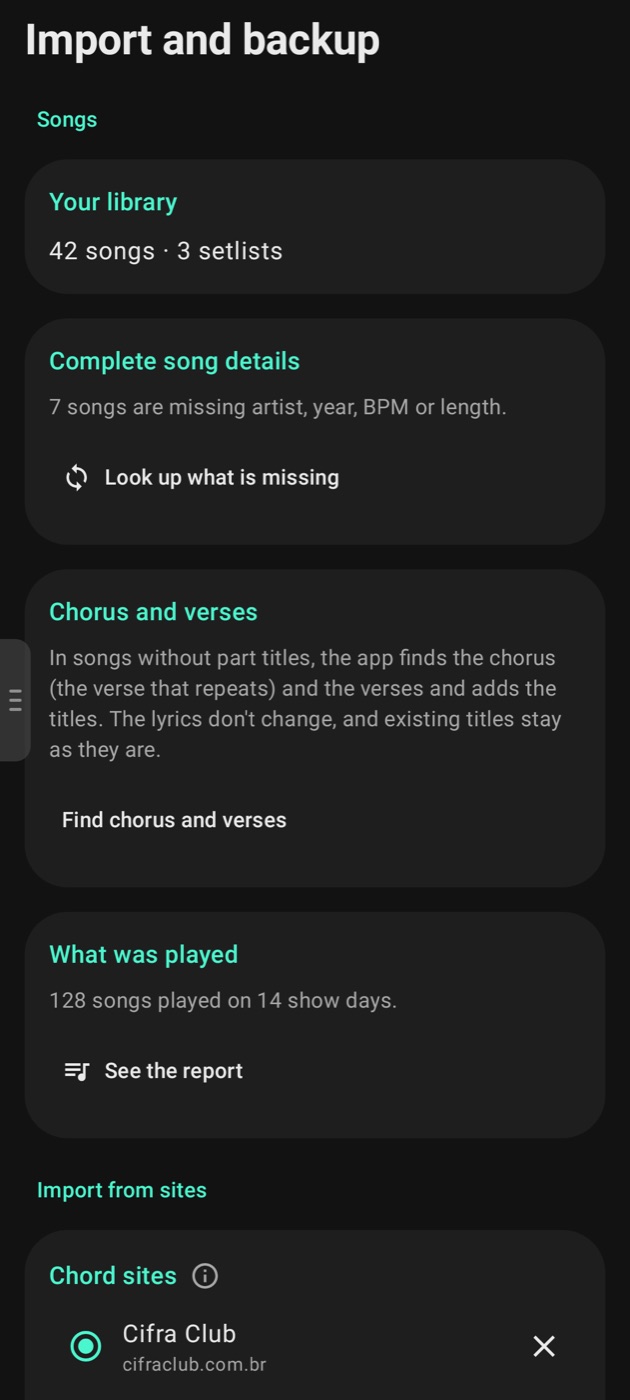 Import and backup
Songs
Your library
42 songs · 3 setlists
Complete song details
7 songs are missing artist, year, BPM or length.
Look up what is missing
Chorus and verses
In songs without part titles, the app finds the chorus
(the verse that repeats) and the verses and adds the
titles. The lyrics don't change, and existing titles stay
as they are.
Find chorus and verses
What was played
128 songs played on 14 show days.
See the report
Import from sites
Chord sites
Cifra Club
cifraclub.com.br